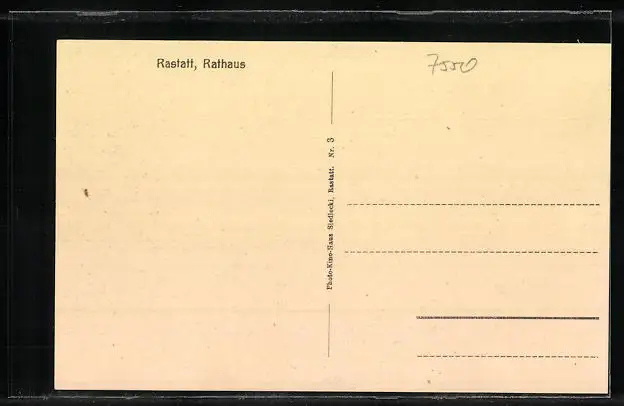 Rastatt, Rathaus
7550
Photo-Kino-Haus Siedlecki, Rastatt. Nr. 3